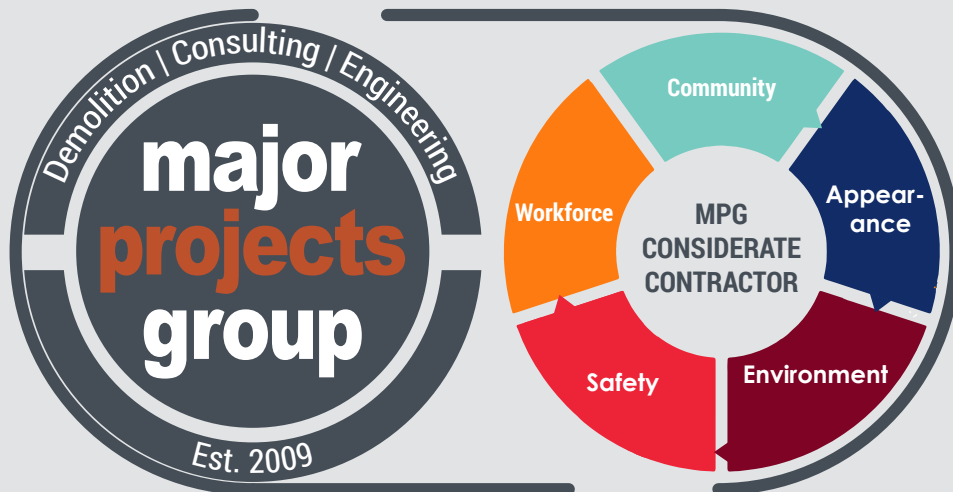 Demolition | Consulting | Engineering
major
projects
group
Est. 2009
Community
Appear-
ance
Environment
Safety
Workforce
MPG
CONSIDERATE
CONTRACTOR